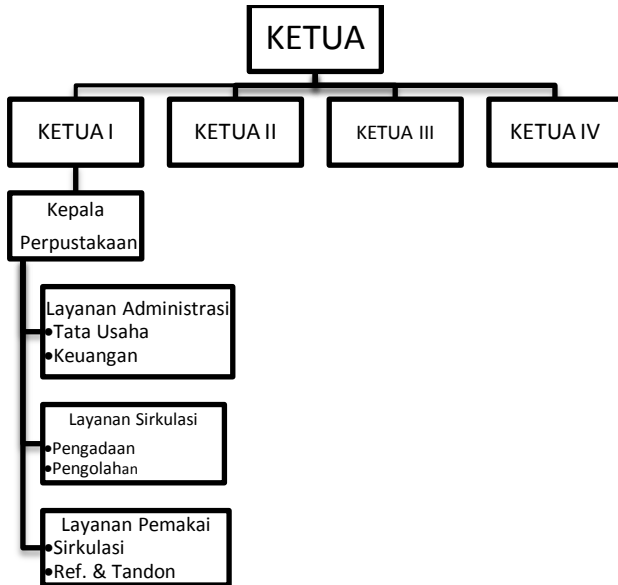 KETUA
KETUA I
KETUA II
KETUA III
KETUA IV
Kepala
Perpustakaan
Layanan Administrasi
•Tata Usaha
•Keuangan
Layanan Sirkulasi
•Pengadaan
•Pengolahan
Layanan Pemakai
•Sirkulasi
•Ref. & Tandon